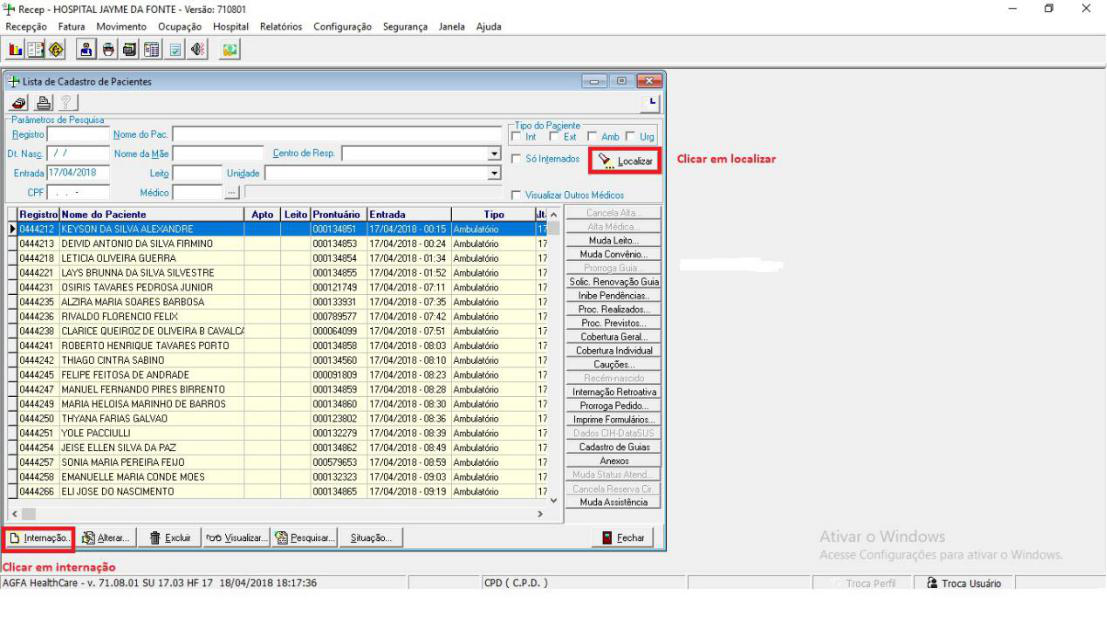 Recep - HOSPITAL JAYME DA FONTE - Versão: 710801
Recepção Fatura Movimento Ocupação Hospital Relatórios Configuração Segurança Janela Ajuda
Lista de Cadastro de Pacientes
Parâmetros de Pesquisa
Tipo do Paciente
Registro Nome do Pac. Int Ext Amb Urg
Dt. Nasc. / / Nome da Mãe Centro de Resp. Só Internados Localizar Clicar em localizar
Entrada 17/04/2018 Leito Unidade
CPF . . - Médico ... Visualizar Outros Médicos
Registro Nome do Paciente Apto Leito Prontuário Entrada Tipo Cancela Alta...
0444212 KEYSON DA SILVA ALEXANDRE 000134851 17/04/2018 - 00:15 Ambulatório 17 Alta Médica...
0444213 DEIVID ANTONIO DA SILVA FIRMINO 000134853 17/04/2018 - 00:24 Ambulatório 17 Muda Leito...
0444218 LETICIA OLIVEIRA GUERRA 000134854 17/04/2018 - 01:34 Ambulatório 17 Muda Convênio...
0444221 LAYS BRUNNA DA SILVA SILVESTRE 000134855 17/04/2018 - 01:52 Ambulatório 17 Prorroga Guia...
0444231 OSIRIS TAVARES PEDROSA JUNIOR 000121749 17/04/2018 - 07:11 Ambulatório 17 Solic. Renovação Guia
0444235 ALZIRA MARIA SOARES BARBOSA 000133931 17/04/2018 - 07:35 Ambulatório 17 Inibe Pendências..
0444236 RIVALDO FLORENCIO FELIX 000789577 17/04/2018 - 07:42 Ambulatório 17 Proc. Realizados...
0444238 CLARICE QUEIROZ DE OLIVEIRA B CAVALCA 000064099 17/04/2018 - 07:51 Ambulatório 17 Proc. Previstos...
0444241 ROBERTO HENRIQUE TAVARES PORTO 000134858 17/04/2018 - 08:03 Ambulatório 17 Cobertura Geral...
0444242 THIAGO CINTRA SABINO 000134560 17/04/2018 - 08:10 Ambulatório 17 Cobertura Individual
0444245 FELIPE FEITOSA DE ANDRADE 000091809 17/04/2018 - 08:23 Ambulatório 17 Cauções...
0444247 MANUEL FERNANDO PIRES BIRRENTO 000134859 17/04/2018 - 08:28 Ambulatório 17 Recém-nascido
0444249 MARIA HELOISA MARINHO DE BARROS 000134860 17/04/2018 - 08:30 Ambulatório 17 Internação Retroativa
0444250 THYANA FARIAS GALVAO 000123802 17/04/2018 - 08:36 Ambulatório 17 Prorroga Pedido...
0444251 YOLE PACCIULLI 000132279 17/04/2018 - 08:39 Ambulatório 17 Imprime Formulários...
0444254 JEISE ELLEN SILVA DA PAZ 000134862 17/04/2018 - 08:49 Ambulatório 17 Dados CIH-DataSUS
0444257 SONIA MARIA PEREIRA FEIJO 000579653 17/04/2018 - 08:59 Ambulatório 17 Cadastro de Guias
0444258 EMANUELLE MARIA CONDE MOES 000132323 17/04/2018 - 09:03 Ambulatório 17 Anexos
0444266 ELI JOSE DO NASCIMENTO 000134865 17/04/2018 - 09:19 Ambulatório 17 Muda Status Atend...
Cancela Reserva Cir.
Muda Assistência
Internação.. Alterar... Excluir Visualizar... Pesquisar... Situação... Fechar
Ativar o Windows
Acesse Configurações para ativar o Windows.
Clicar em internação
AGFA HealthCare - v. 71.08.01 SU 17.03 HF 17 18/04/2018 18:17:36 CPD ( C.P.D. ) Troca Perfil Troca Usuário